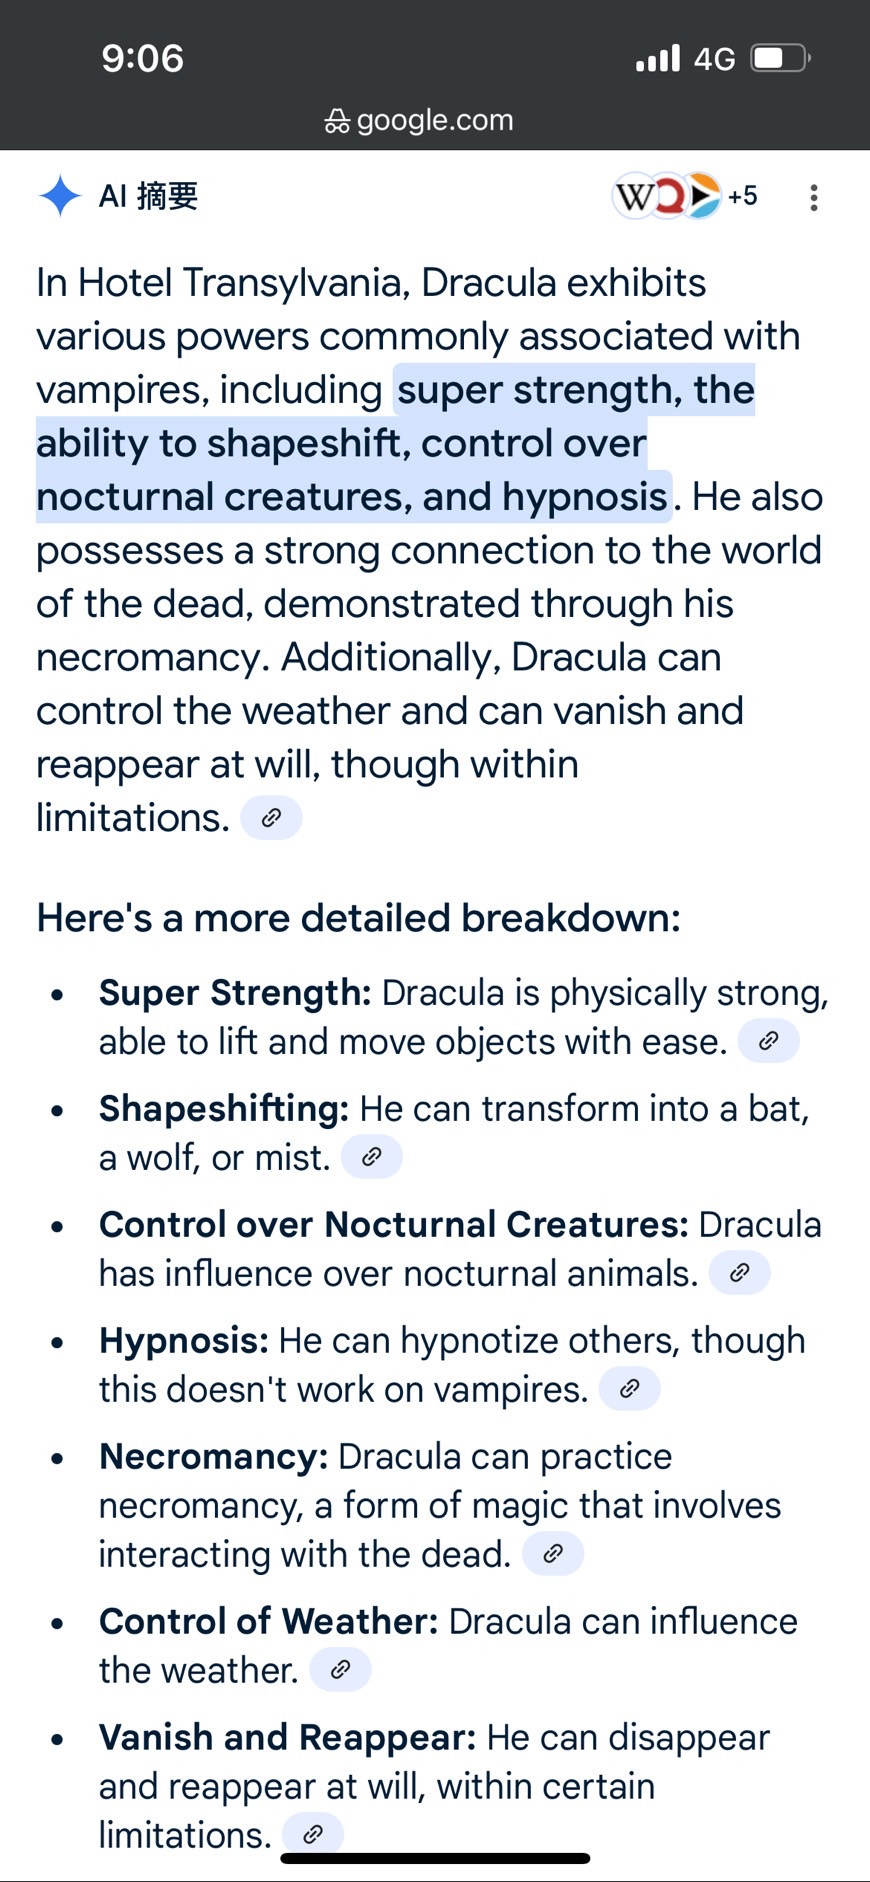 9:06
4G
google.com
AI 摘要
W
+5
In Hotel Transylvania, Dracula exhibits
various powers commonly associated with
vampires, including super strength, the
ability to shapeshift, control over
nocturnal creatures, and hypnosis. He also
possesses a strong connection to the world
of the dead, demonstrated through his
necromancy. Additionally, Dracula can
control the weather and can vanish and
reappear at will, though within
limitations.
Here's a more detailed breakdown:
• Super Strength: Dracula is physically strong,
able to lift and move objects with ease.
• Shapeshifting: He can transform into a bat,
a wolf, or mist.
• Control over Nocturnal Creatures: Dracula
has influence over nocturnal animals.
• Hypnosis: He can hypnotize others, though
this doesn't work on vampires.
• Necromancy: Dracula can practice
necromancy, a form of magic that involves
interacting with the dead.
• Control of Weather: Dracula can influence
the weather.
• Vanish and Reappear: He can disappear
and reappear at will, within certain
limitations.